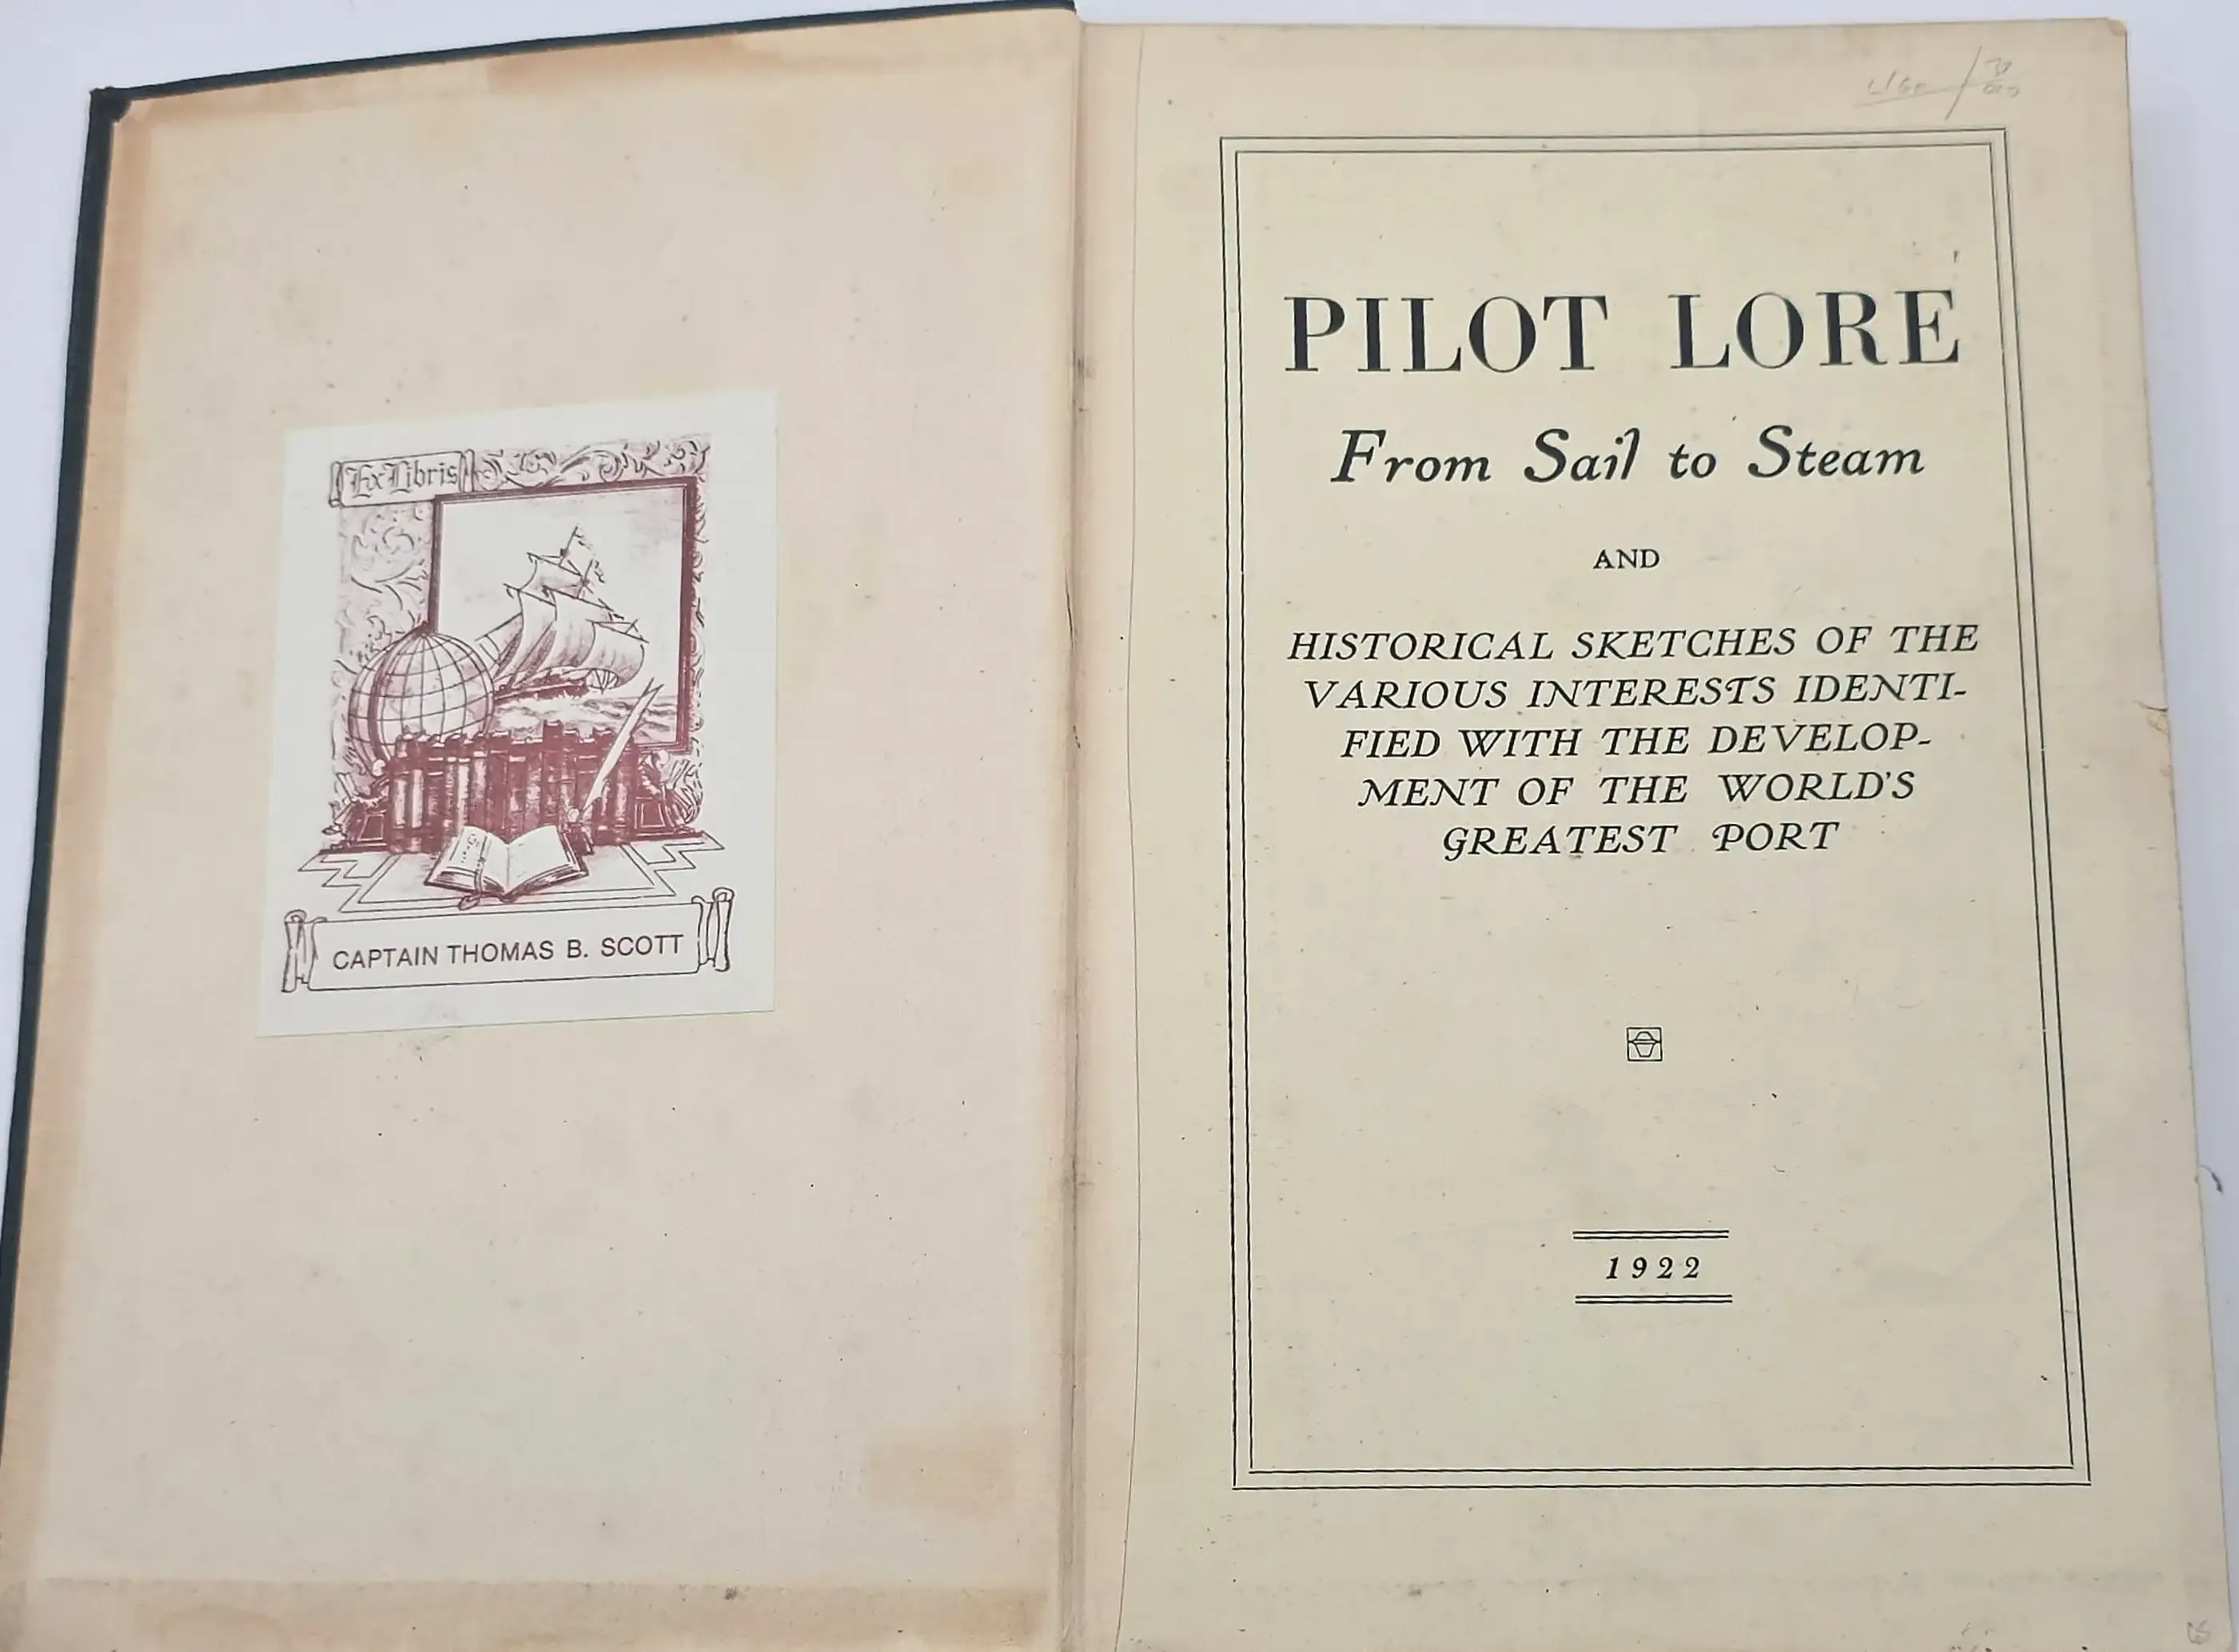 Ex Libris
CAPTAIN THOMAS B. SCOTT
PILOT LORE
From Sail to Steam
AND
HISTORICAL SKETCHES OF THE
VARIOUS INTERESTS IDENTI-
FIED WITH THE DEVELOP-
MENT OF THE WORLD'S
GREATEST PORT
1922